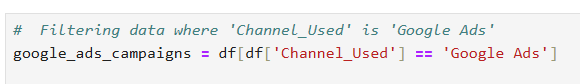 #  Filtering data where 'Channel_Used' is 'Google Ads'
google_ads_campaigns = df[df['Channel_Used'] == 'Google Ads']